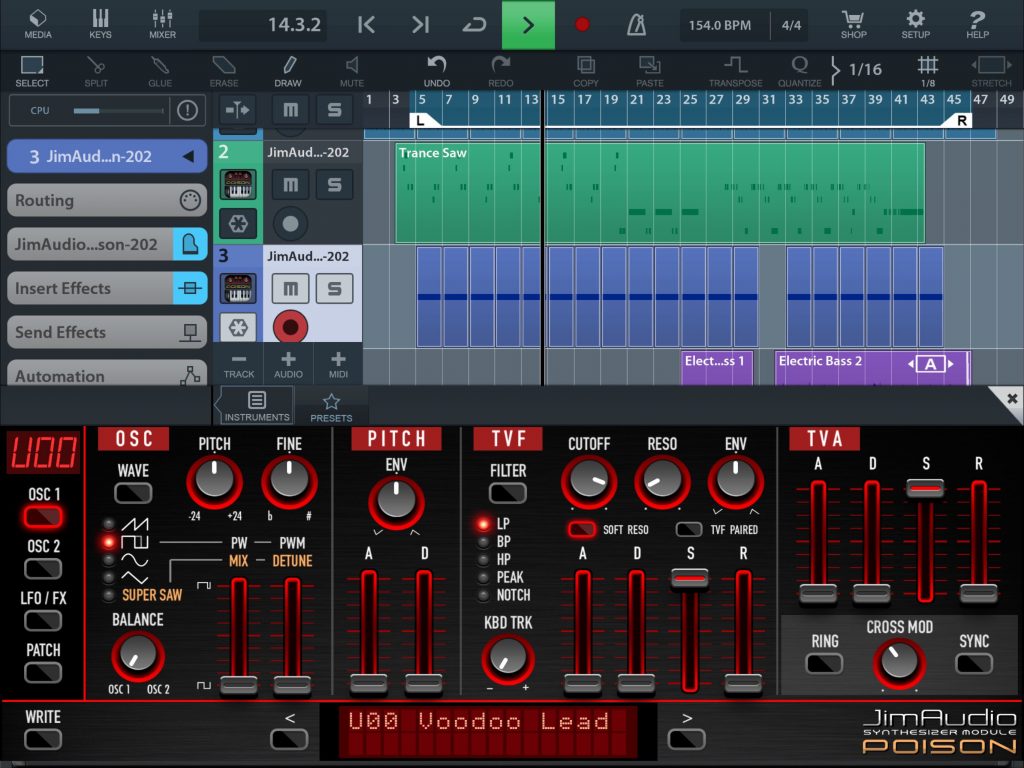 MEDIA KEYS MIXER 14.3.2 154.0 BPM 4/4 SHOP SETUP HELP
SELECT SPLIT GLUE ERASE DRAW MUTE UNDO REDO COPY PASTE TRANSPOSE QUANTIZE 1/16 1/8 STRETCH
CPU M S 1 3 5 7 9 11 13 15 17 19 21 23 25 27 29 31 33 35 37 39 41 43 45 47 49
L R
3 JimAud...n-202
2 JimAud...-202 Trance Saw
M S
Routing
JimAudio...son-202
3 JimAud...-202
Insert Effects
M S
Send Effects
TRACK AUDIO MIDI
Elect...ss 1 Electric Bass 2 A
Automation
INSTRUMENTS PRESETS
U00
OSC PITCH FINE PITCH TVF CUTOFF RESO ENV TVA
WAVE ENV FILTER A D S R
OSC 1
-24 +24 b #
LP SOFT RESO TVF PAIRED
OSC 2
PW PWM BP
MIX DETUNE HP
A D A D S R
PEAK
LFO / FX
SUPER SAW NOTCH
BALANCE KBD TRK CROSS MOD
PATCH
RING SYNC
OSC 1 OSC 2 - +
WRITE < U00 Voodoo Lead > JimAudio
SYNTHESIZER MODULE
POISON